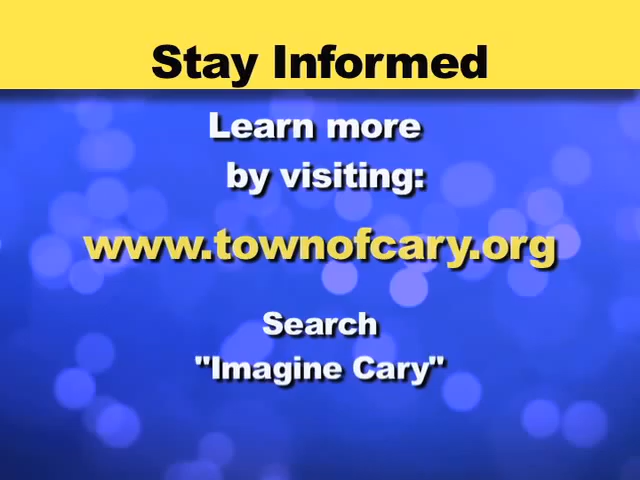 Stay Informed
Learn more
by visiting:
www.townofcary.org
Search
"Imagine Cary"